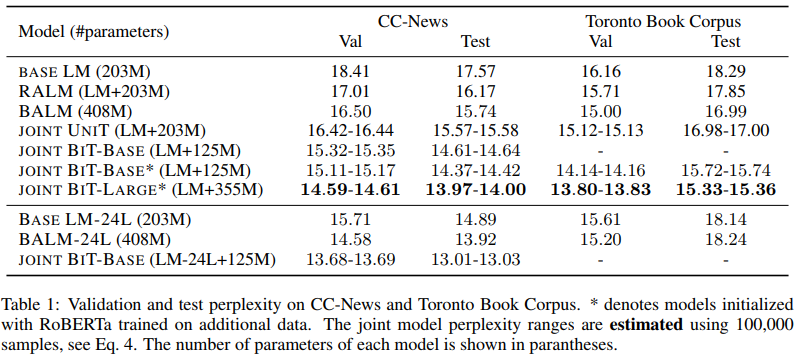 Model (#parameters) CC-News Toronto Book Corpus
Val Test Val Test
BASE LM (203M) 18.41 17.57 16.16 18.29
RALM (LM+203M) 17.01 16.17 15.71 17.85
BALM (408M) 16.50 15.74 15.00 16.99
JOINT UNIT (LM+203M) 16.42-16.44 15.57-15.58 15.12-15.13 16.98-17.00
JOINT BIT-BASE (LM+125M) 15.32-15.35 14.61-14.64 - -
JOINT BIT-BASE* (LM+125M) 15.11-15.17 14.37-14.42 14.14-14.16 15.72-15.74
JOINT BIT-LARGE* (LM+355M) 14.59-14.61 13.97-14.00 13.80-13.83 15.33-15.36
BASE LM-24L (203M) 15.71 14.89 15.61 18.14
BALM-24L (408M) 14.58 13.92 15.20 18.24
JOINT BIT-BASE (LM-24L+125M) 13.68-13.69 13.01-13.03 - -
Table 1: Validation and test perplexity on CC-News and Toronto Book Corpus. * denotes models initialized
with RoBERTa trained on additional data. The joint model perplexity ranges are estimated using 100,000
samples, see Eq. 4. The number of parameters of each model is shown in parantheses.